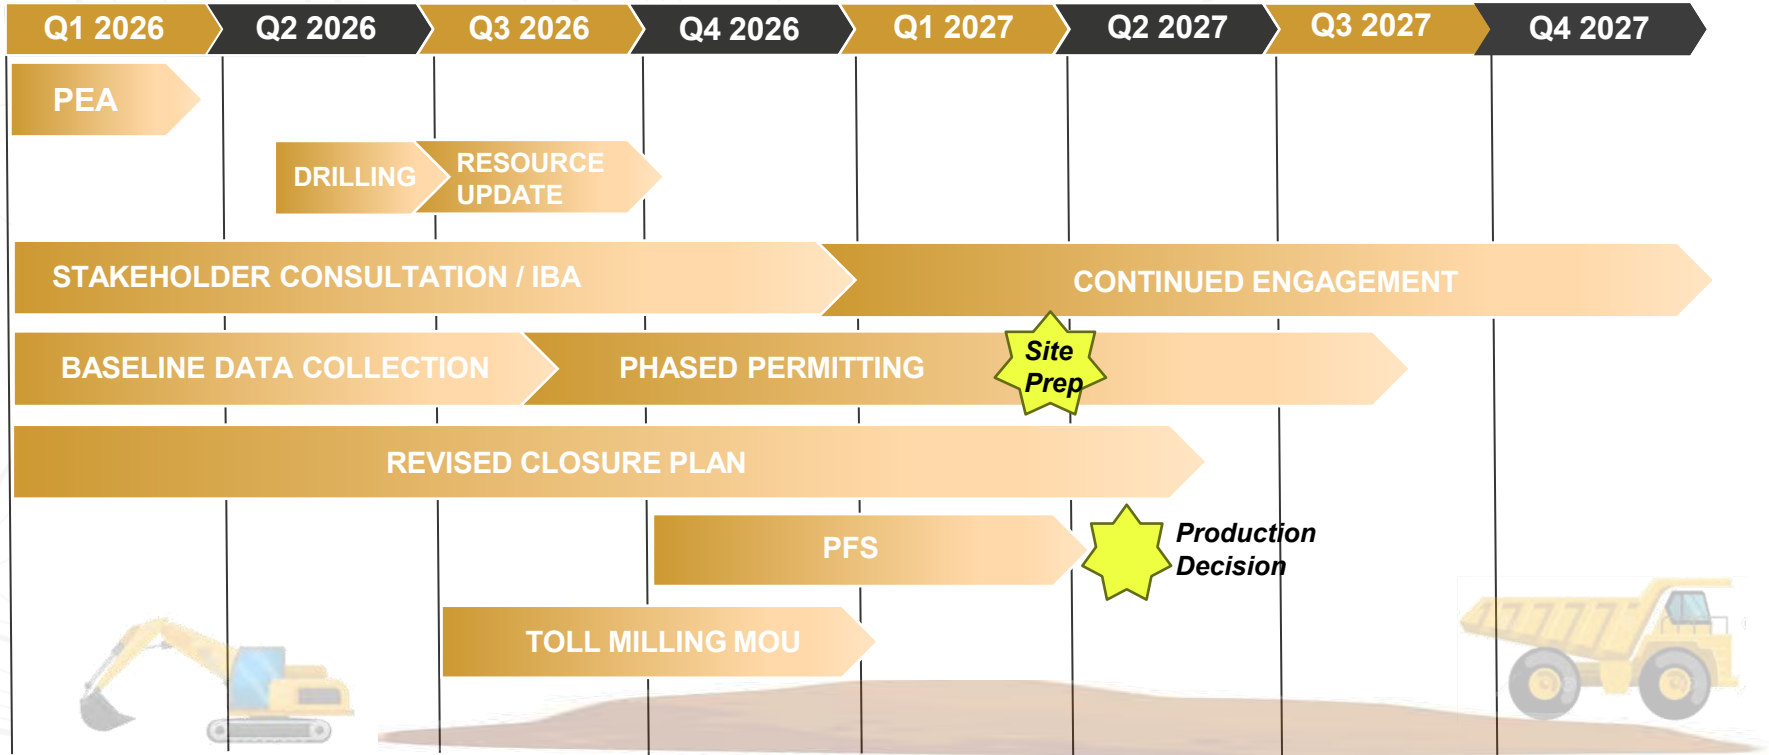 Q1 2026
Q2 2026
Q3 2026
Q4 2026
Q1 2027
Q2 2027
Q3 2027
Q4 2027
PEA
DRILLING
RESOURCE
UPDATE
STAKEHOLDER CONSULTATION / IBA
CONTINUED ENGAGEMENT
BASELINE DATA COLLECTION
PHASED PERMITTING
Site
Prep
REVISED CLOSURE PLAN
PFS
Production
Decision
TOLL MILLING MOU